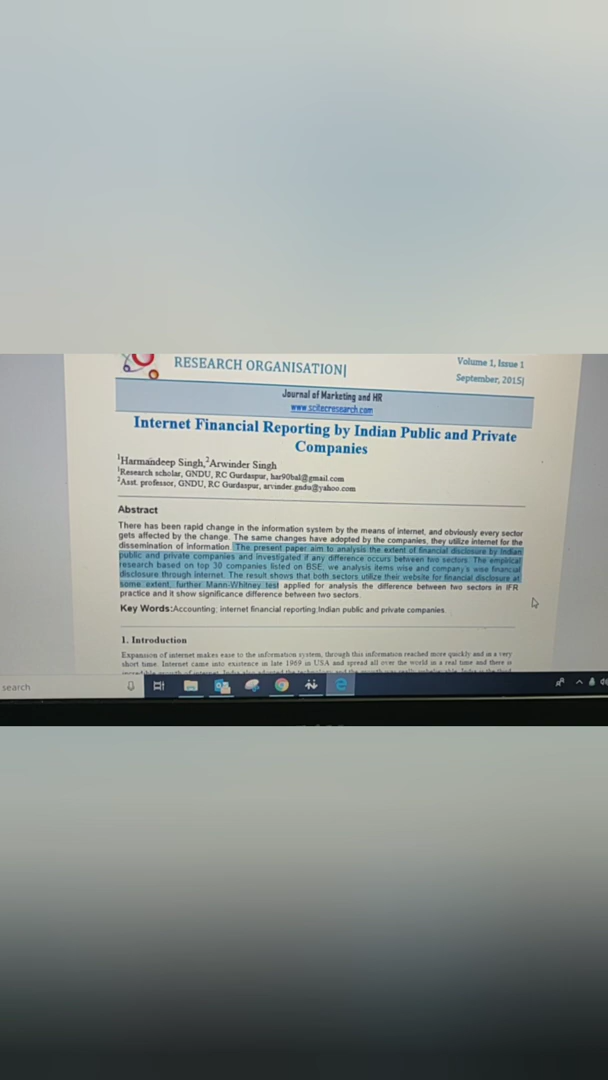 RESEARCH ORGANISATION|
Volume 1, Issue 1
September, 2015|
Journal of Marketing and HR
www.scitecresearch.com
Internet Financial Reporting by Indian Public and Private
Companies
¹Harmandeep Singh,²Arwinder Singh
¹Research scholar, GNDU, RC Gurdaspur, har90bal@gmail.com
²Asst. professor, GNDU, RC Gurdaspur, arvinder.gndu@yahoo.com
Abstract
There has been rapid change in the information system by the means of internet, and obviously every sector
gets affected by the change. The same changes have adopted by the companies, they utilize internet for the
dissemination of information. The present paper aim to analysis the extent of financial disclosure by Indian
public and private companies and investigated if any difference occurs between two sectors. The empirical
research based on top 30 companies listed on BSE, we analysis items wise and company's wise financial
disclosure through internet. The result shows that both sectors utilize their website for financial disclosure at
some extent, further Mann-Whitney test applied for analysis the difference between two sectors in IFR
practice and it show significance difference between two sectors.
Key Words:Accounting; internet financial reporting;Indian public and private companies.
1. Introduction
Expansion of internet makes ease to the information system, through this information reached more quickly and in a very
short time. Internet came into existence in late 1969 in USA and spread all over the world in a real time and there is
search